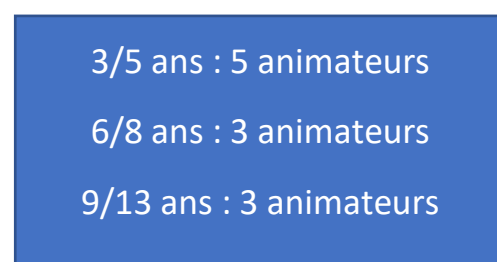 3/5 ans : 5 animateurs
6/8 ans : 3 animateurs
9/13 ans : 3 animateurs